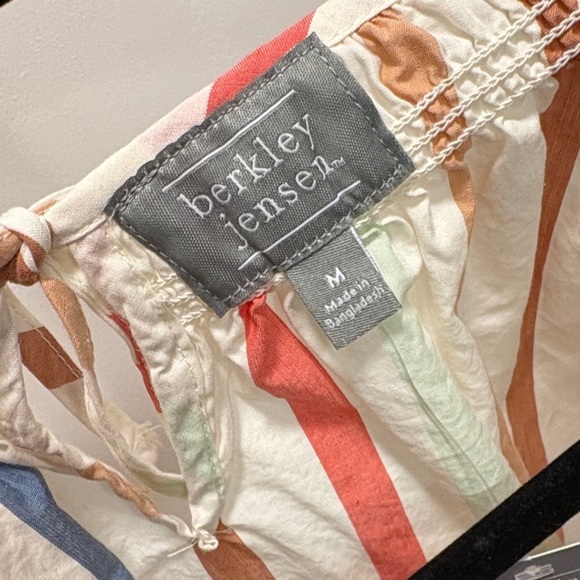 berkley
jensen™
M
Made in
Bangladesh